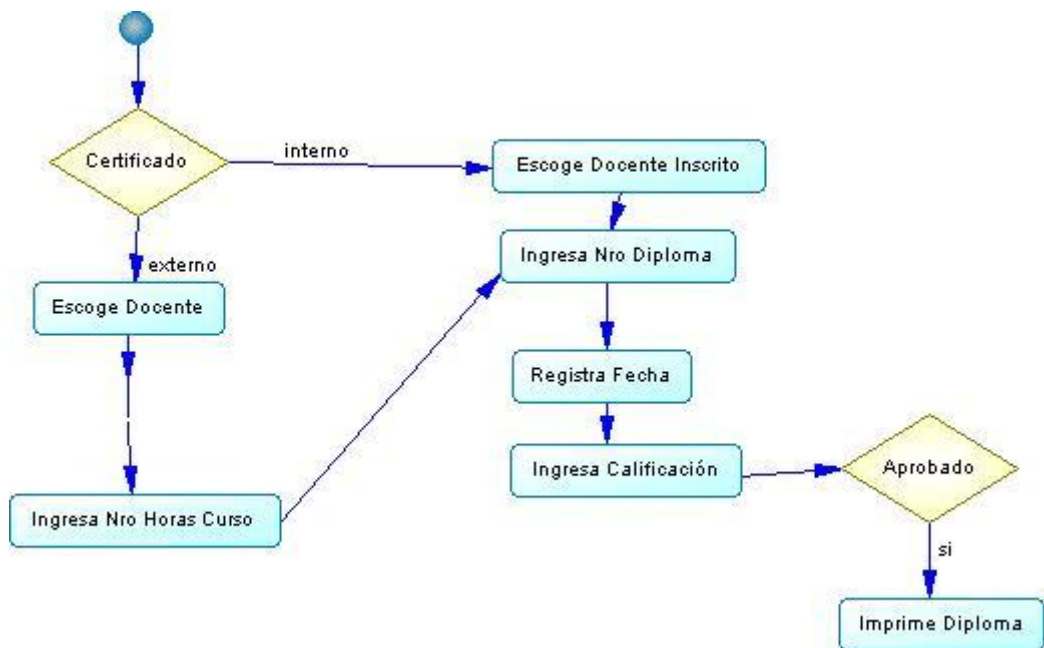 Certificado
interno
Escoge Docente Inscrito
Ingresa Nro Diploma
externo
Escoge Docente
Registra Fecha
Ingresa Calificación
Aprobado
Ingresa Nro Horas Curso
si
Imprime Diploma